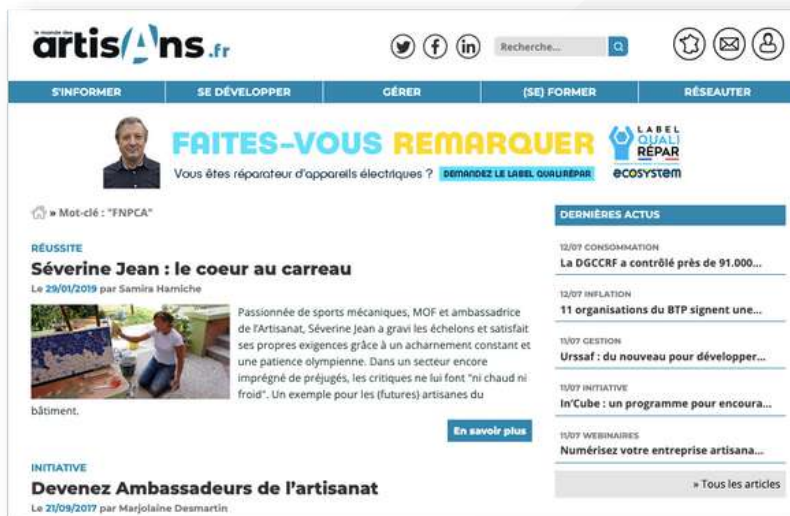 le monde des
artisAns.fr
Recherche...
S'INFORMER
SE DÉVELOPPER
GÉRER
(SE) FORMER
RÉSEAUTER
FAITES-VOUS REMARQUER
Vous êtes réparateur d'appareils électriques ? DEMANDEZ LE LABEL QUALIRÉPAR
LABEL
QUALI
RÉPAR
ecosystem
» Mot-clé : "FNPCA"
RÉUSSITE
Séverine Jean : le coeur au carreau
Le 29/01/2019 par Samira Hamiche
Passionnée de sports mécaniques, MOF et ambassadrice
de l'Artisanat, Séverine Jean a gravi les échelons et satisfait
ses propres exigences grâce à un acharnement constant et
une patience olympienne. Dans un secteur encore
imprégné de préjugés, les critiques ne lui font "ni chaud ni
froid". Un exemple pour les (futures) artisanes du
bâtiment.
En savoir plus
INITIATIVE
Devenez Ambassadeurs de l'artisanat
Le 21/09/2017 par Marjolaine Desmartin
DERNIÈRES ACTUS
12/07 CONSOMMATION
La DGCCRF a contrôlé près de 91.000...
12/07 INFLATION
11 organisations du BTP signent une...
11/07 GESTION
Urssaf : du nouveau pour développer...
11/07 INITIATIVE
In'Cube : un programme pour encoura...
11/07 WEBINAIRES
Numérisez votre entreprise artisana...
» Tous les articles